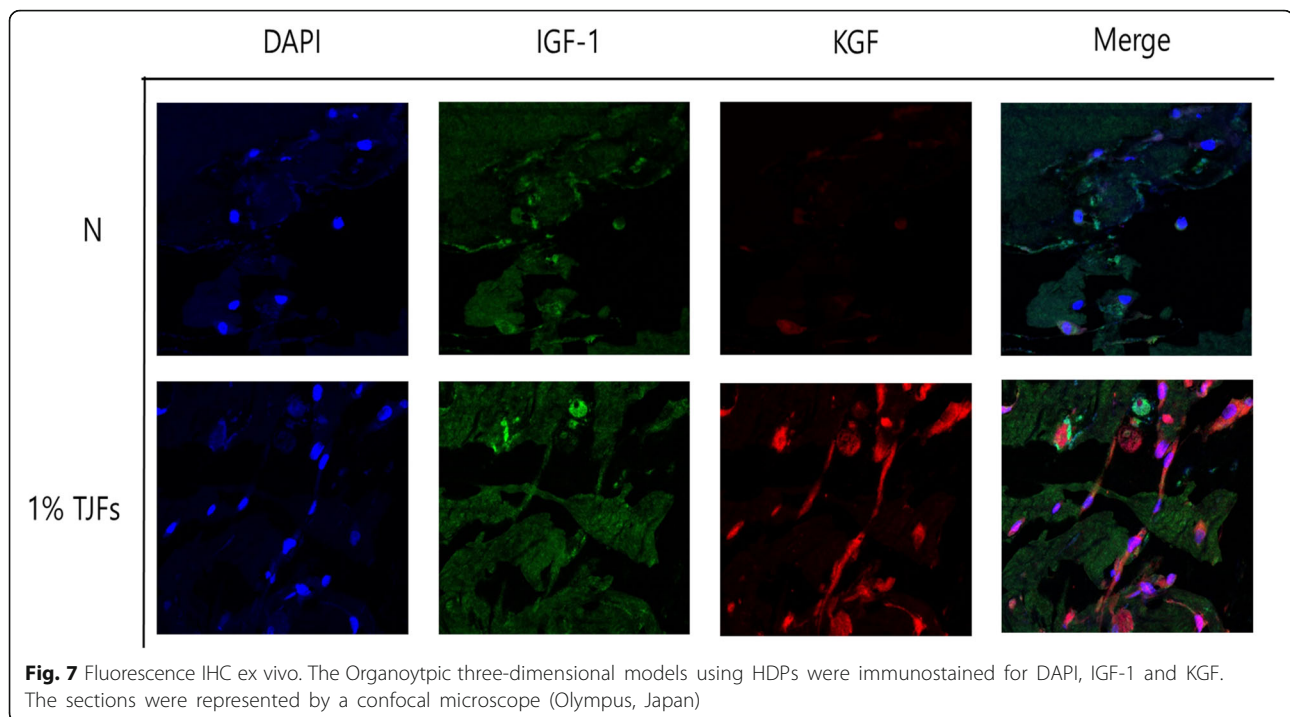 DAPI IGF-1 KGF Merge
N
1% TJFs
Fig. 7 Fluorescence IHC ex vivo. The Organoytpic three-dimensional models using HDPs were immunostained for DAPI, IGF-1 and KGF.
The sections were represented by a confocal microscope (Olympus, Japan)